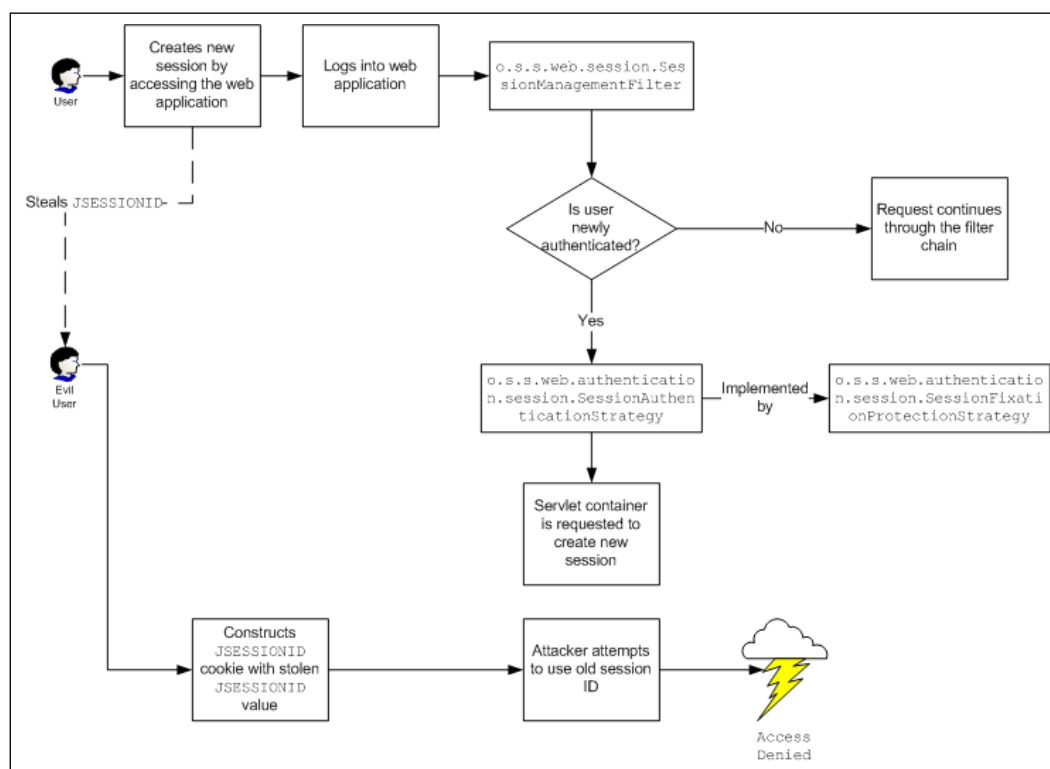 Creates new
session by
accessing the web
application
Logs into web
application
o.s.s.web.session.Ses
sionManagementFilter
User
Steals JSESSIONID
Is user
newly
authenticated?
No
Request continues
through the filter
chain
Yes
Evil
User
o.s.s.web.authenticatio
n.session.SessionAuthen
ticationStrategy
Implemented
by
o.s.s.web.authenticatio
n.session.SessionFixati
onProtectionStrategy
Servlet container
is requested to
create new
session
Constructs
JSESSIONID
cookie with stolen
JSESSIONID
value
Attacker attempts
to use old session
ID
Access
Denied